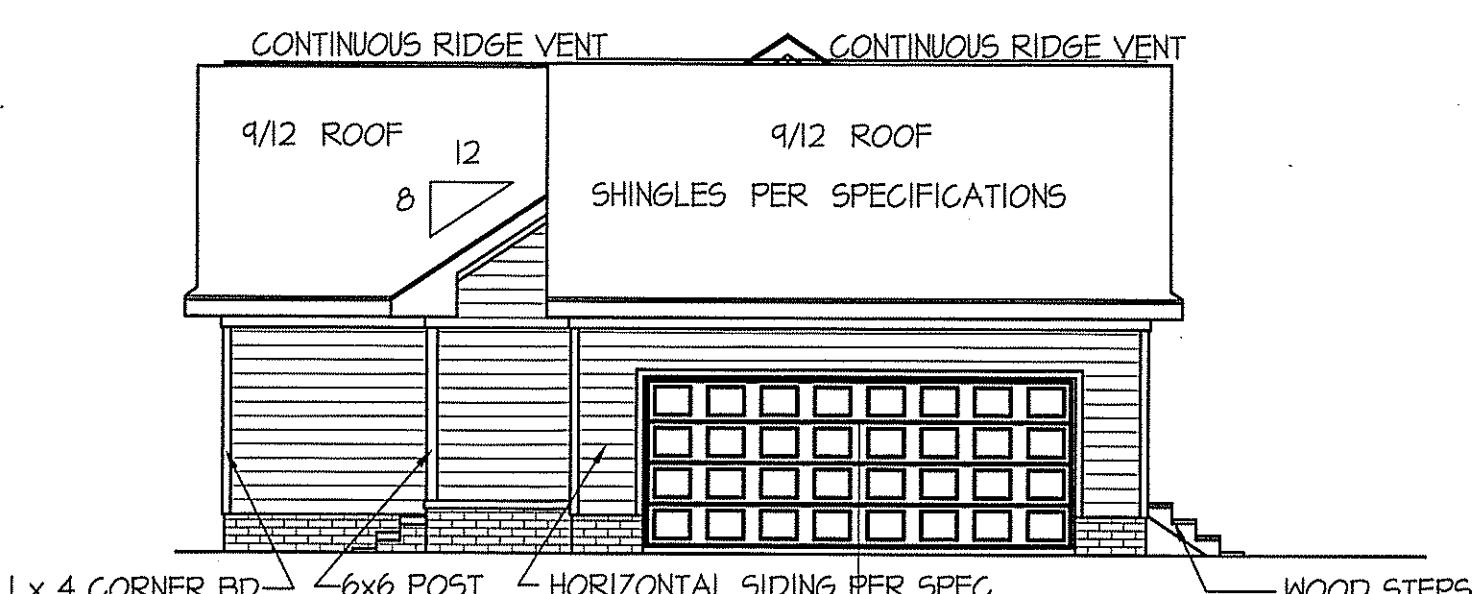 CONTINUOUS RIDGE VENT
CONTINUOUS RIDGE VENT
9/12 ROOF
12
8
9/12 ROOF
SHINGLES PER SPECIFICATIONS
1 x 4 CORNER BD
6x6 POST
HORIZONTAL SIDING PER SPEC
WOOD STEPS